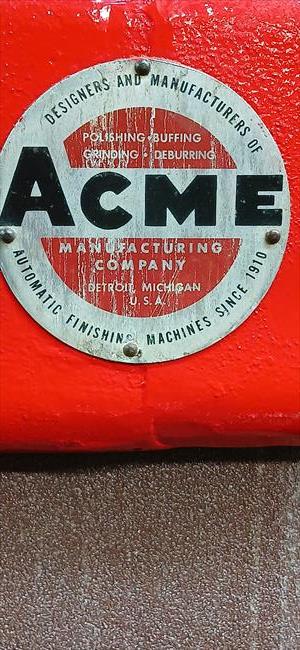 DESIGNERS AND MANUFACTURERS OF
POLISHING • BUFFING
GRINDING • DEBURRING
ACME
MANUFACTURING
COMPANY
DETROIT, MICHIGAN
U.S.A.
AUTOMATIC FINISHING MACHINES SINCE 1910